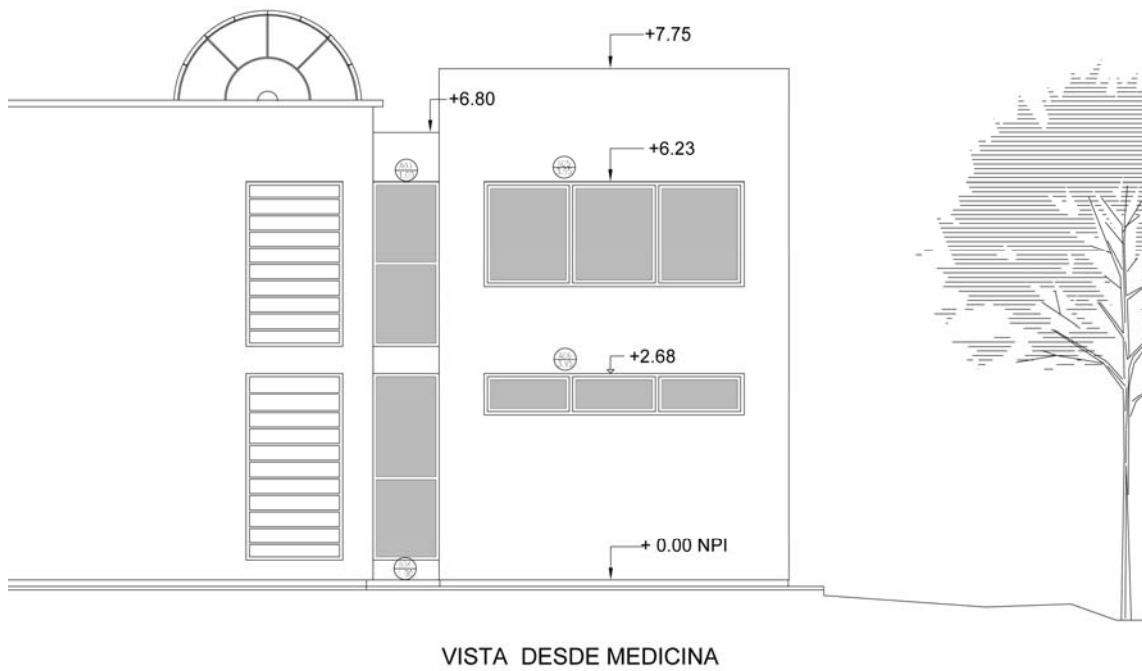 +7.75
+6.80
+6.23
+2.68
+ 0.00 NPI
VISTA DESDE MEDICINA